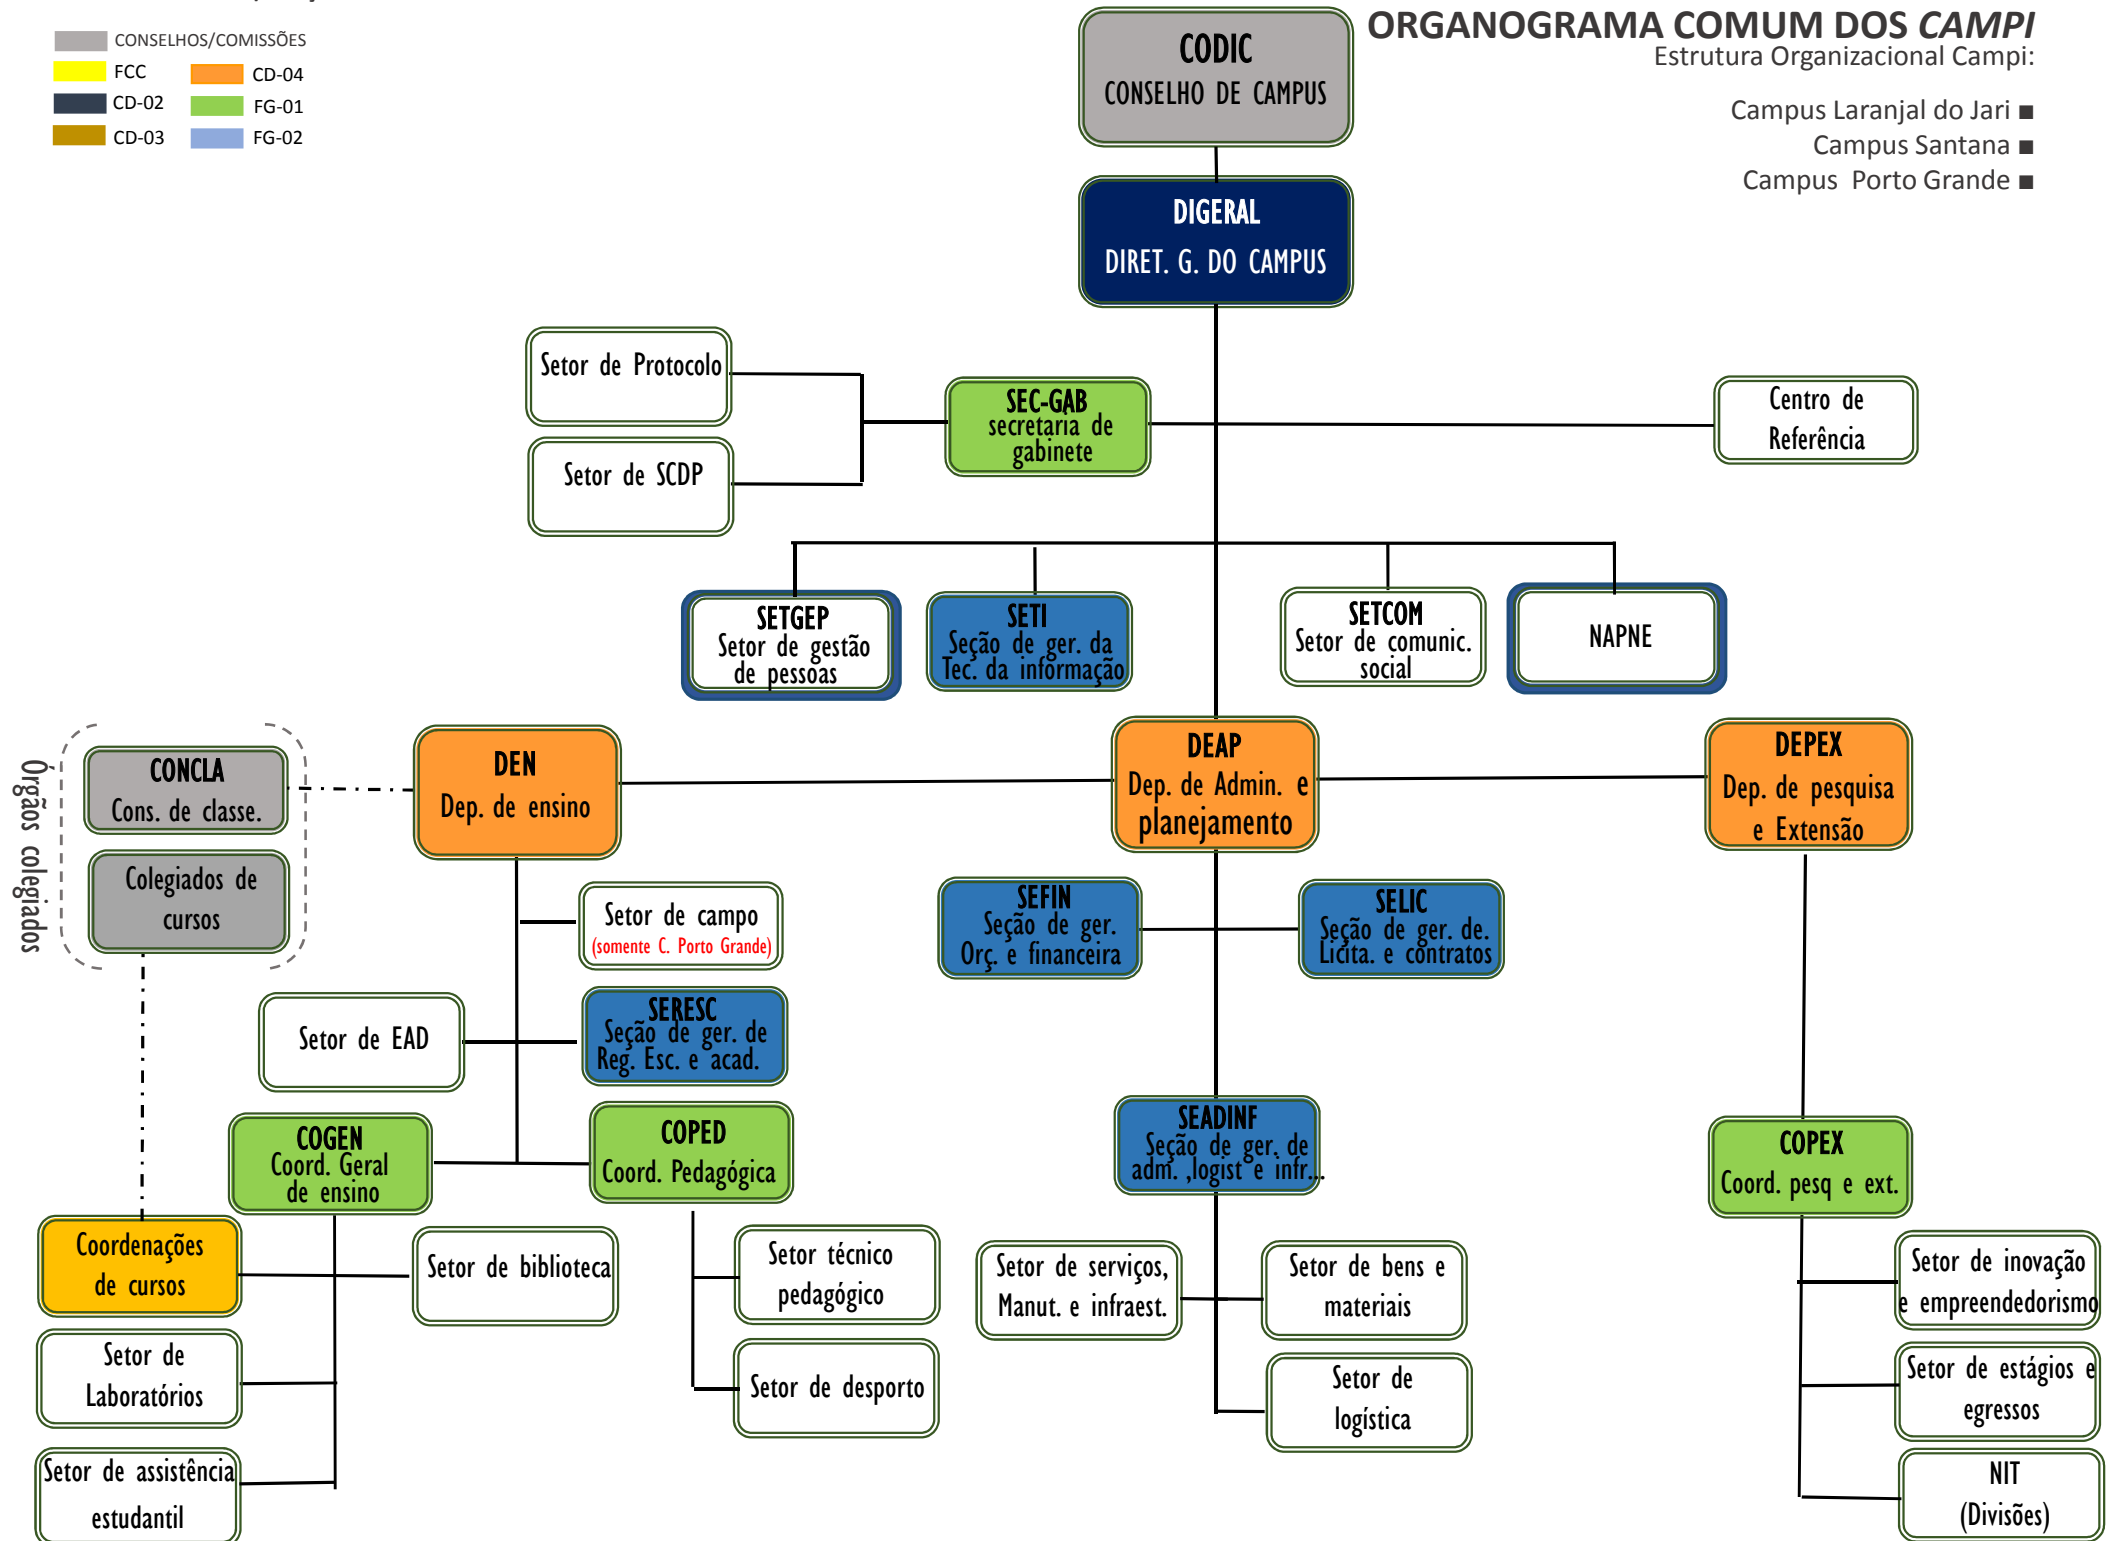 ORGANOGRAMA COMUM DOS CAMPI
Estrutura Organizacional Campi:
Campus Laranjal do Jari ■
Campus Santana ■
Campus Porto Grande ■
CONSELHOS/COMISSÕES
FCC
CD-04
CD-02
FG-01
CD-03
FG-02
CODIC
CONSELHO DE CAMPUS
DIGERAL
DIRET. G. DO CAMPUS
Setor de Protocolo
Setor de SCDP
SEC-GAB
secretaria de
gabinete
Centro de
Referência
SETGEP
Setor de gestão
de pessoas
SETI
Seção de ger. da
Tec. da informação
SETCOM
Setor de comunic.
social
NAPNE
Órgãos colegiados
CONCLA
Cons. de classe.
Colegiados de
cursos
DEN
Dep. de ensino
DEAP
Dep. de Admin. e
planejamento
DEPEX
Dep. de pesquisa
e Extensão
Setor de campo
(somente C. Porto Grande)
SEFIN
Seção de ger.
Orç. e financeira
SELIC
Seção de ger. de.
Licita. e contratos
Setor de EAD
SERESC
Seção de ger. de
Reg. Esc. e acad.
COGEN
Coord. Geral
de ensino
COPED
Coord. Pedagógica
SEADINF
Seção de ger. de
adm. ,logist e infr...
COPEX
Coord. pesq e ext.
Coordenações
de cursos
Setor de biblioteca
Setor técnico
pedagógico
Setor de serviços,
Manut. e infraest.
Setor de bens e
materiais
Setor de inovação
e empreendedorismo
Setor de
Laboratórios
Setor de desporto
Setor de
logística
Setor de estágios e
egressos
Setor de assistência
estudantil
NIT
(Divisões)